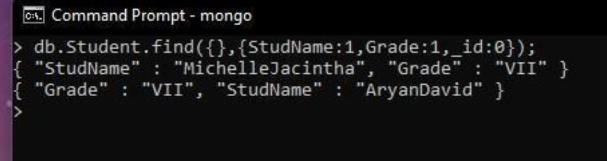 Command Prompt - mongo
> db.Student.find({},{StudName:1,Grade:1,_id:0});
{ "StudName" : "MichelleJacintha", "Grade" : "VII" }
{ "Grade" : "VII", "StudName" : "AryanDavid" }
>